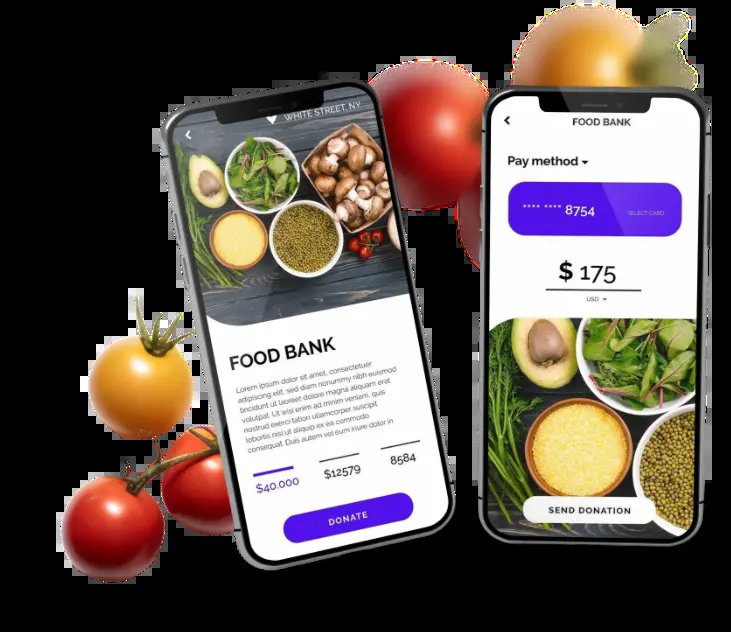 WHITE STREET, NY
FOOD BANK
Lorem ipsum dolor sit amet, consectetuer
adipiscing elit, sed diam nonummy nibh euismod
tincidunt ut laoreet dolore magna aliquam erat
volutpat. Ut wisi enim ad minim veniam, quis
nostrud exerci tation ullamcorper suscipit
lobortis nisl ut aliquip ex ea commodo
consequat. Duis autem vel eum iriure dolor in
$40.000
$12579
8584
DONATE
FOOD BANK
Pay method
**** **** 8754
SELECT CARD
$ 175
USD
SEND DONATION